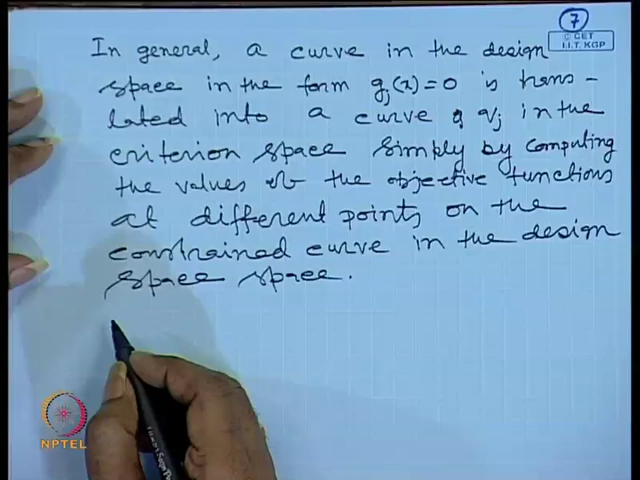 7
© CET
I.I.T. KGP
In general, a curve in the design
space in the form gj(x)=0 is trans-
lated into a curve qj in the
criterion space simply by computing
the values of the objective functions
at different points on the
constrained curve in the design
space space.
NPTEL